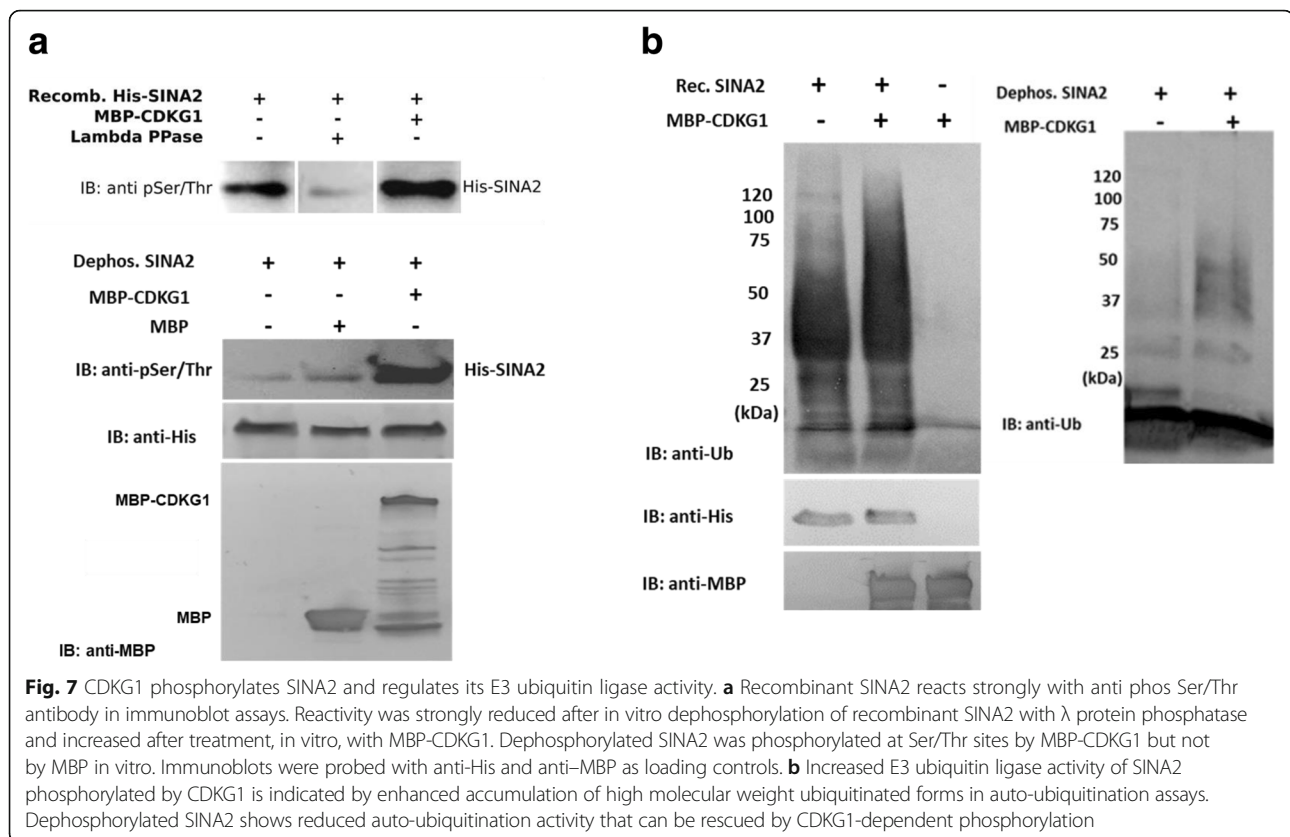 a
Recomb. His-SINA2 + + +
MBP-CDKG1 - - +
Lambda PPase - + -
IB: anti pSer/Thr His-SINA2
Dephos. SINA2 + + +
MBP-CDKG1 - - +
MBP - + -
IB: anti-pSer/Thr His-SINA2
IB: anti-His
MBP-CDKG1
MBP
IB: anti-MBP
b
Rec. SINA2 + + -
MBP-CDKG1 - + +
120
100
75
50
37
25
(kDa)
IB: anti-Ub
IB: anti-His
IB: anti-MBP
Dephos. SINA2 + +
MBP-CDKG1 - +
120
100
75
50
37
25
(kDa)
IB: anti-Ub
Fig. 7 CDKG1 phosphorylates SINA2 and regulates its E3 ubiquitin ligase activity. a Recombinant SINA2 reacts strongly with anti phos Ser/Thr
antibody in immunoblot assays. Reactivity was strongly reduced after in vitro dephosphorylation of recombinant SINA2 with λ protein phosphatase
and increased after treatment, in vitro, with MBP-CDKG1. Dephosphorylated SINA2 was phosphorylated at Ser/Thr sites by MBP-CDKG1 but not
by MBP in vitro. Immunoblots were probed with anti-His and anti–MBP as loading controls. b Increased E3 ubiquitin ligase activity of SINA2
phosphorylated by CDKG1 is indicated by enhanced accumulation of high molecular weight ubiquitinated forms in auto-ubiquitination assays.
Dephosphorylated SINA2 shows reduced auto-ubiquitination activity that can be rescued by CDKG1-dependent phosphorylation